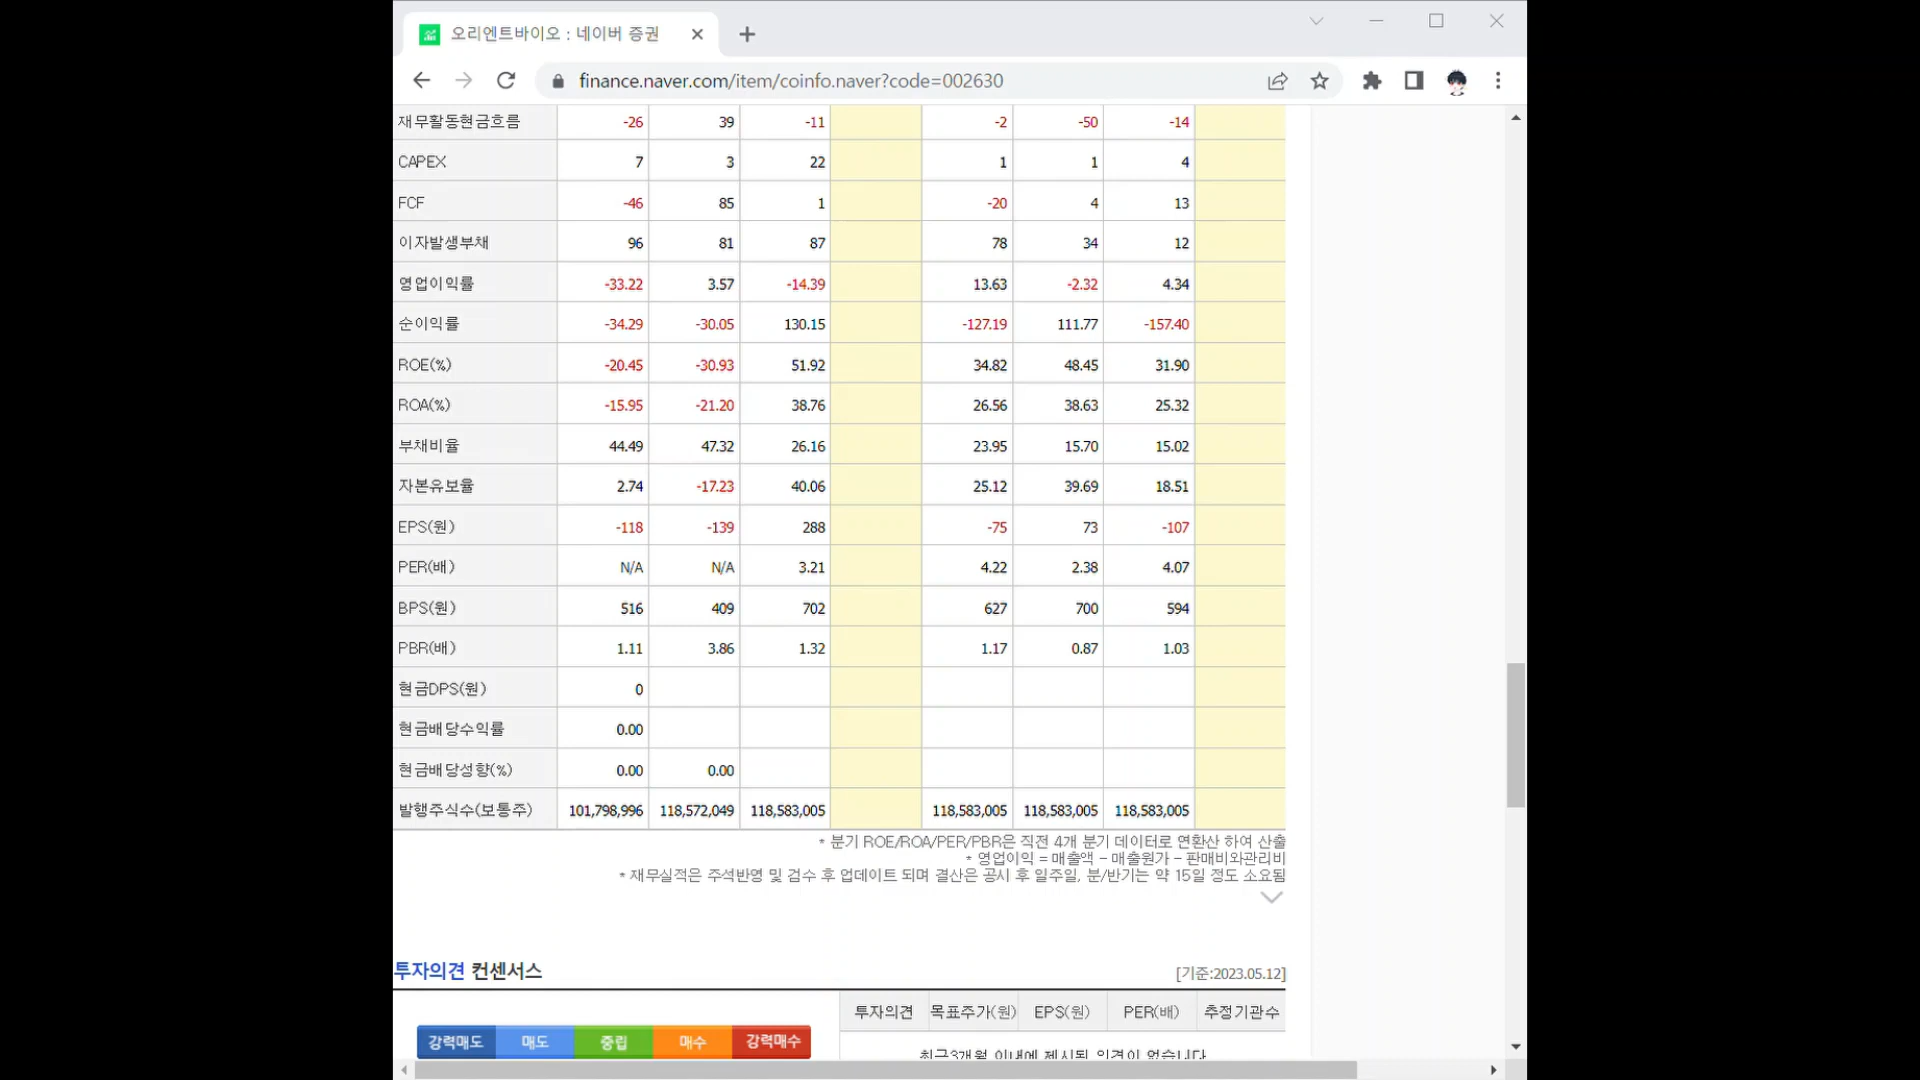 오리엔트바이오 : 네이버 증권
finance.naver.com/item/coinfo.naver?code=002630
재무활동현금흐름 -26 39 -11 -2 -50 -14
CAPEX 7 3 22 1 1 4
FCF -46 85 1 -20 4 13
이자발생부채 96 81 87 78 34 12
영업이익률 -33.22 3.57 -14.39 13.63 -2.32 4.34
순이익률 -34.29 -30.05 130.15 -127.19 111.77 -157.40
ROE(%) -20.45 -30.93 51.92 34.82 48.45 31.90
ROA(%) -15.95 -21.20 38.76 26.56 38.63 25.32
부채비율 44.49 47.32 26.16 23.95 15.70 15.02
자본유보율 2.74 -17.23 40.06 25.12 39.69 18.51
EPS(원) -118 -139 288 -75 73 -107
PER(배) N/A N/A 3.21 4.22 2.38 4.07
BPS(원) 516 409 702 627 700 594
PBR(배) 1.11 3.86 1.32 1.17 0.87 1.03
현금DPS(원) 0
현금배당수익률 0.00
현금배당성향(%) 0.00 0.00
발행주식수(보통주) 101,798,996 118,572,049 118,583,005 118,583,005 118,583,005 118,583,005
* 분기 ROE/ROA/PER/PBR은 직전 4개 분기 데이터로 연환산 하여 산출
* 영업이익 = 매출액 - 매출원가 - 판매비와관리비
* 재무실적은 주석반영 및 검수 후 업데이트 되며 결산은 공시 후 일주일, 분/반기는 약 15일 정도 소요됨
투자의견 컨센서스 [기준:2023.05.12]
투자의견 목표주가(원) EPS(원) PER(배) 추정기관수
강력매도 매도 중립 매수 강력매수
최근3개월 이내에 제시된 의견이 없습니다